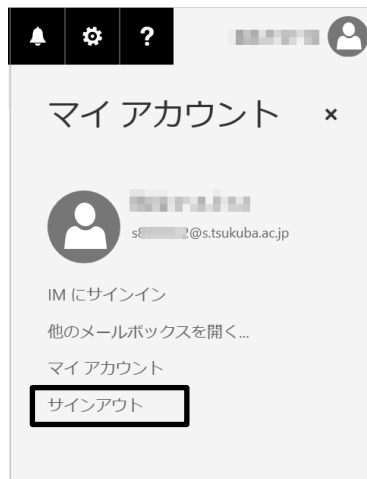 ?
マイ アカウント ×
@s.tsukuba.ac.jp
IM にサインイン
他のメールボックスを開く...
マイ アカウント
サインアウト